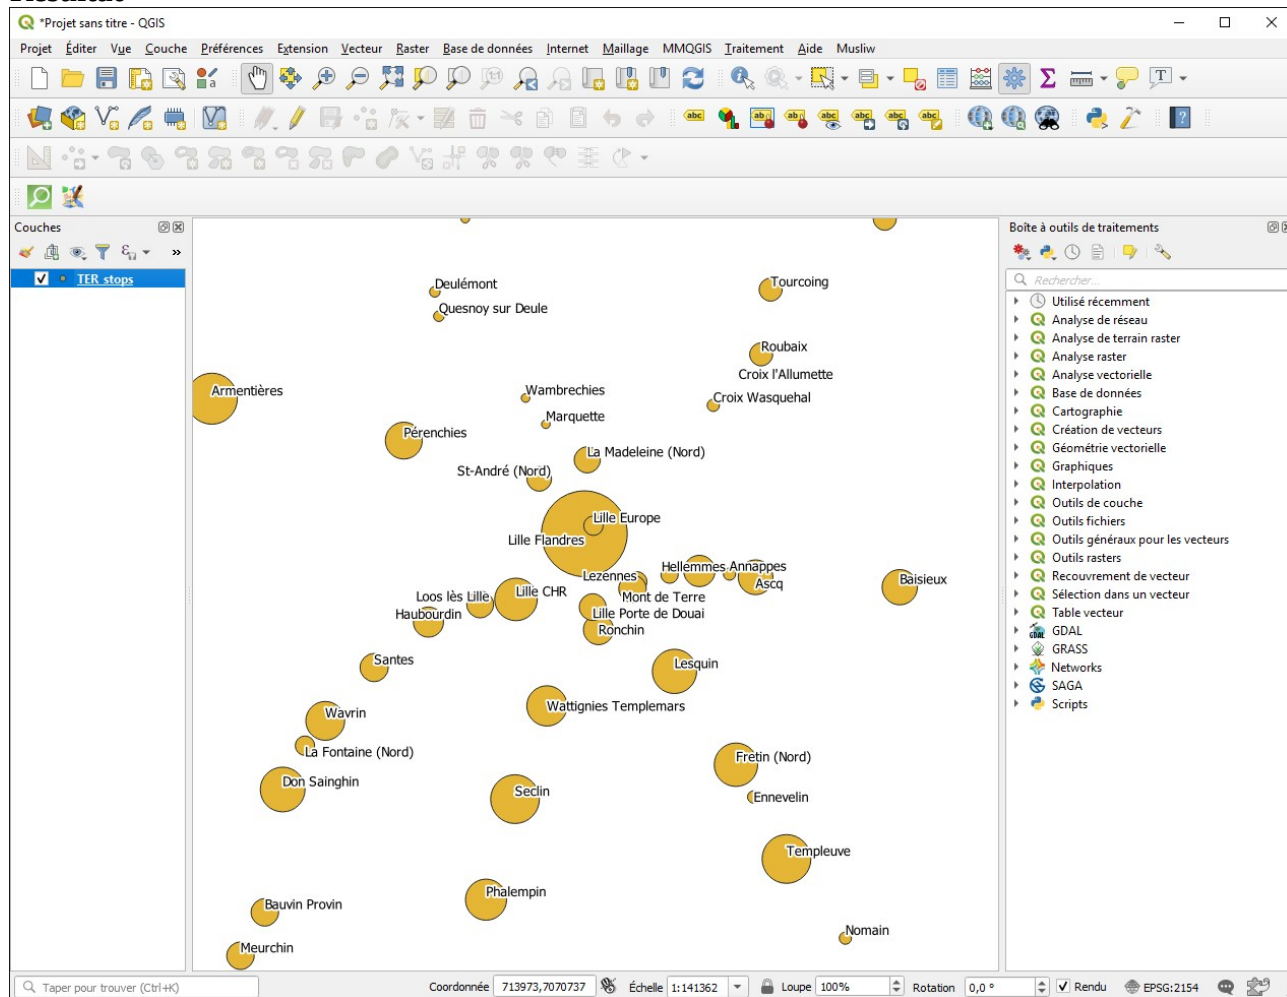 Résultat
*Projet sans titre - QGIS
Projet Éditer Vue Couche Préférences Extension Vecteur Raster Base de données Internet Maillage MMQGIS Traitement Aide Musliw
Couches
TER stops
Deulémont
Tourcoing
Quesnoy sur Deule
Roubaix
Croix l'Allumette
Armentières
Wambrechies
Croix Wasquehal
Marquette
Pérenchies
La Madeleine (Nord)
St-André (Nord)
Lille Europe
Lille Flandres
Hellemmes
Annappes
Lezennes
Ascq
Baisieux
Loos lès Lille
Lille CHR
Mont de Terre
Haubourdin
Lille Porte de Douai
Ronchin
Santes
Lesquin
Wavrin
Wattignies Templemars
La Fontaine (Nord)
Fretin (Nord)
Don Sainghin
Seclin
Ennevelin
Templeuve
Phalempin
Bauvin Provin
Nomain
Meurchin
Boîte à outils de traitements
Rechercher...
Utilisé récemment
Analyse de réseau
Analyse de terrain raster
Analyse raster
Analyse vectorielle
Base de données
Cartographie
Création de vecteurs
Géométrie vectorielle
Graphiques
Interpolation
Outils de couche
Outils fichiers
Outils généraux pour les vecteurs
Outils rasters
Recouvrement de vecteur
Sélection dans un vecteur
Table vecteur
GDAL
GRASS
Networks
SAGA
Scripts
Taper pour trouver (Ctrl+K)
Coordonnée 713973,7070737 Échelle 1:141362 Loupe 100% Rotation 0,0 ° Rendu EPSG:2154